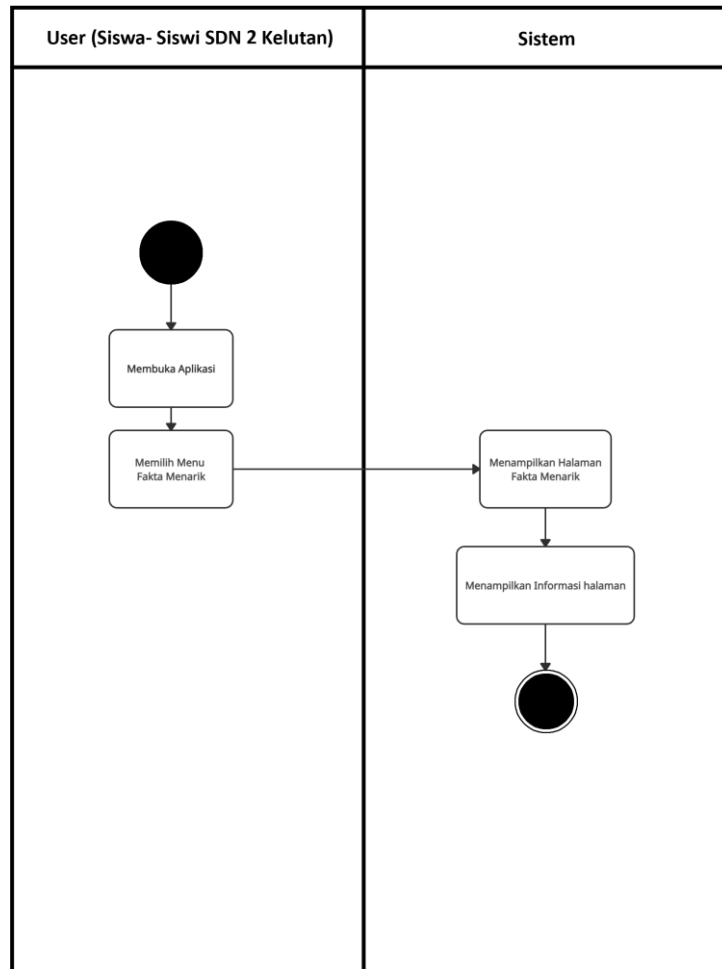 User (Siswa- Siswi SDN 2 Kelutan)
Sistem
Membuka Aplikasi
Memilih Menu
Fakta Menarik
Menampilkan Halaman
Fakta Menarik
Menampilkan Informasi halaman